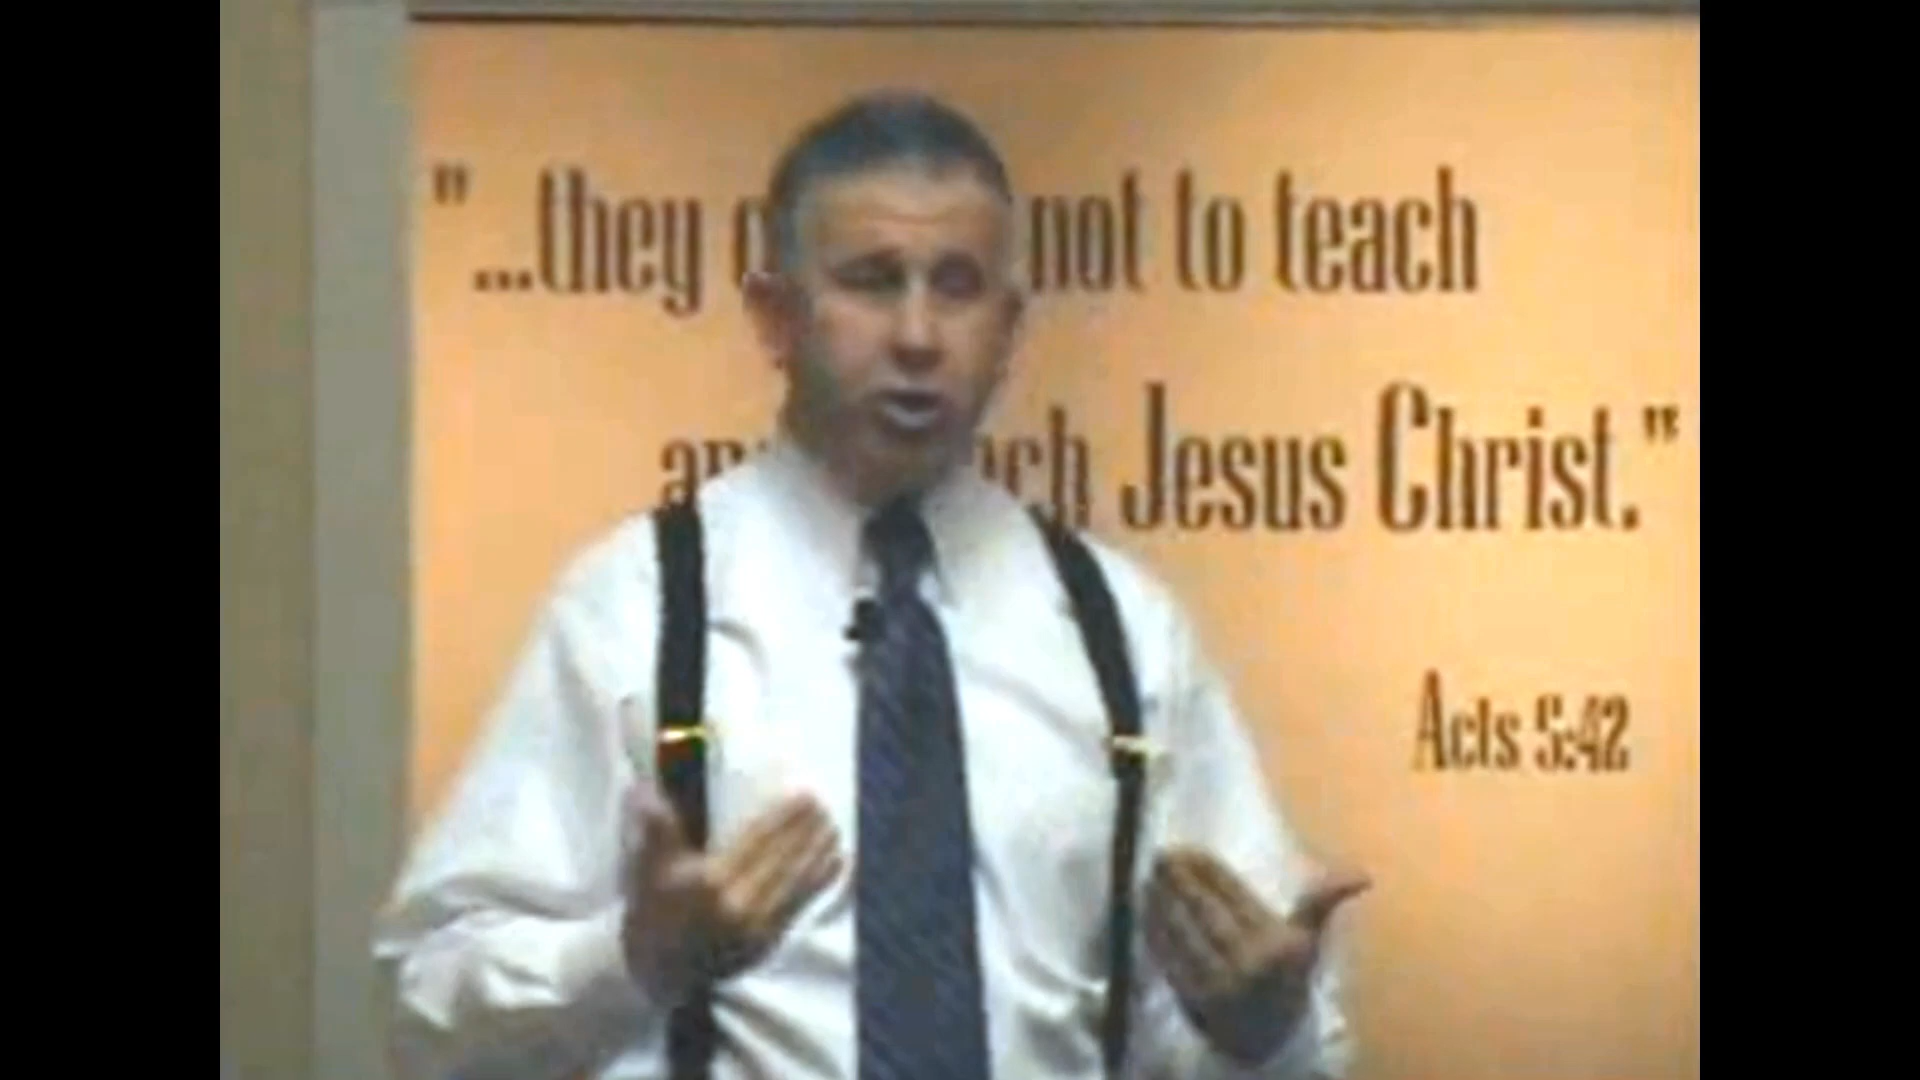 "...they not to teach
Jesus Christ."
Acts 5:42